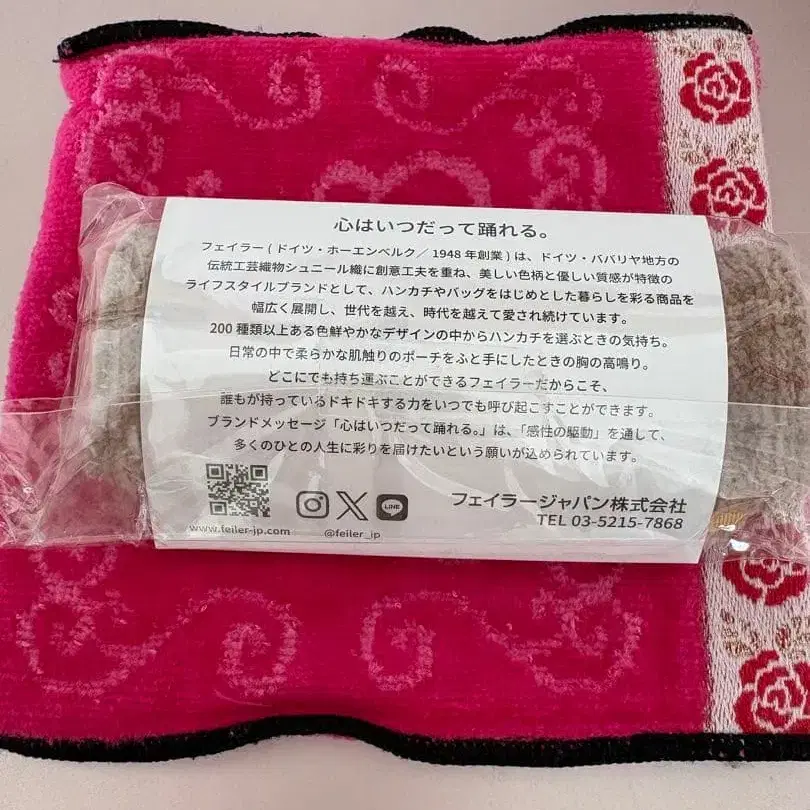 心はいつだって踊れる。
フェイラー ( ドイツ・ホーエンベルク／ 1948 年創業 ) は、ドイツ・ババリヤ地方の
伝統工芸織物シュニール織に創意工夫を重ね、美しい色柄と優しい質感が特徴の
ライフスタイルブランドとして、ハンカチやバッグをはじめとした暮らしを彩る商品を
幅広く展開し、世代を越え、時代を越えて愛され続けています。
200 種類以上ある色鮮やかなデザインの中からハンカチを選ぶときの気持ち。
日常の中で柔らかな肌触りのポーチをふと手にしたときの胸の高鳴り。
どこにでも持ち運ぶことができるフェイラーだからこそ、
誰もが持っているドキドキする力をいつでも呼び起こすことができます。
ブランドメッセージ「心はいつだって踊れる。」は、「感性の駆動」を通して、
多くのひとの人生に彩りを届けたいという願いが込められています。
LINE
www.feiler-jp.com
@feiler_jp
フェイラージャパン株式会社
TEL 03-5215-7868